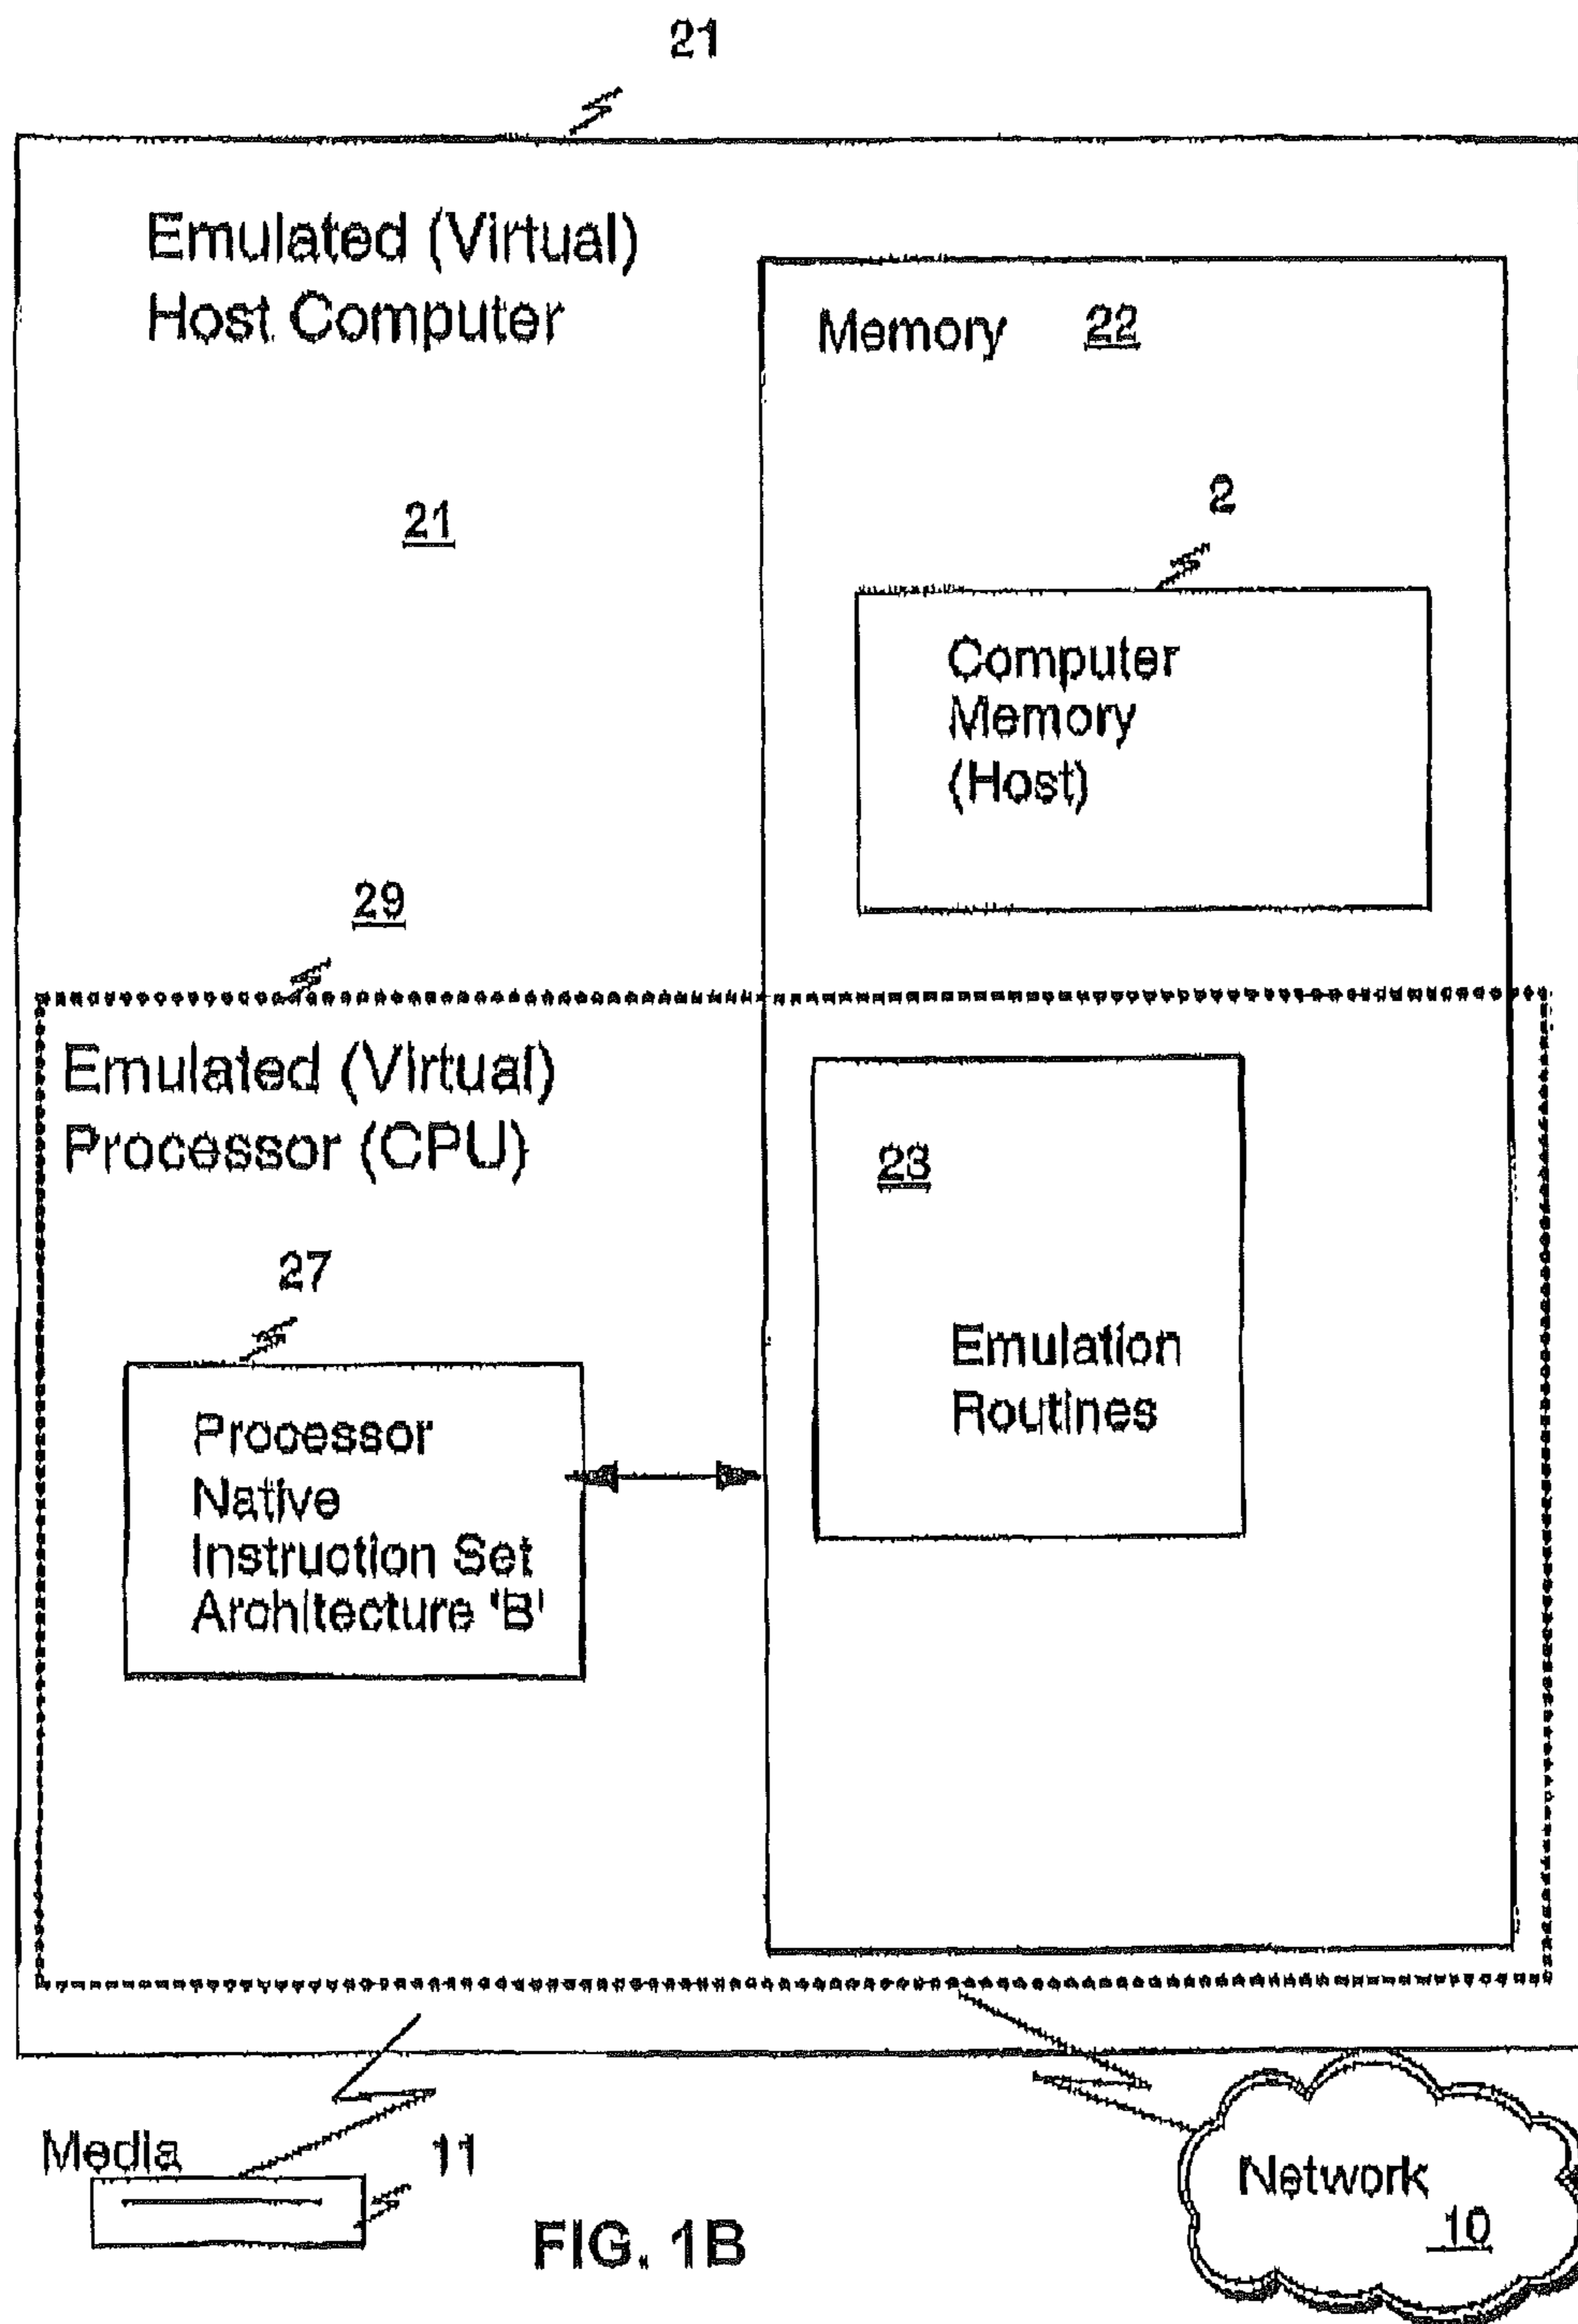 21
Emulated (Virtual)
Host Computer
21
Memory 22
2
Computer
Memory
(Host)
29
Emulated (Virtual)
Processor (CPU)
27
Processor
Native
Instruction Set
Architecture 'B'
23
Emulation
Routines
Media
11
Network
10
FIG. 1B